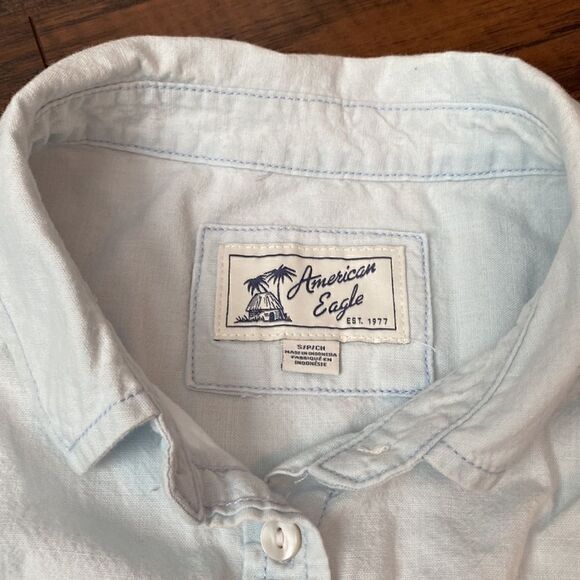 American
Eagle
EST. 1977
S/P/CH
MADE IN INDONESIA
FABRIQUÉ EN
INDONÉSIE